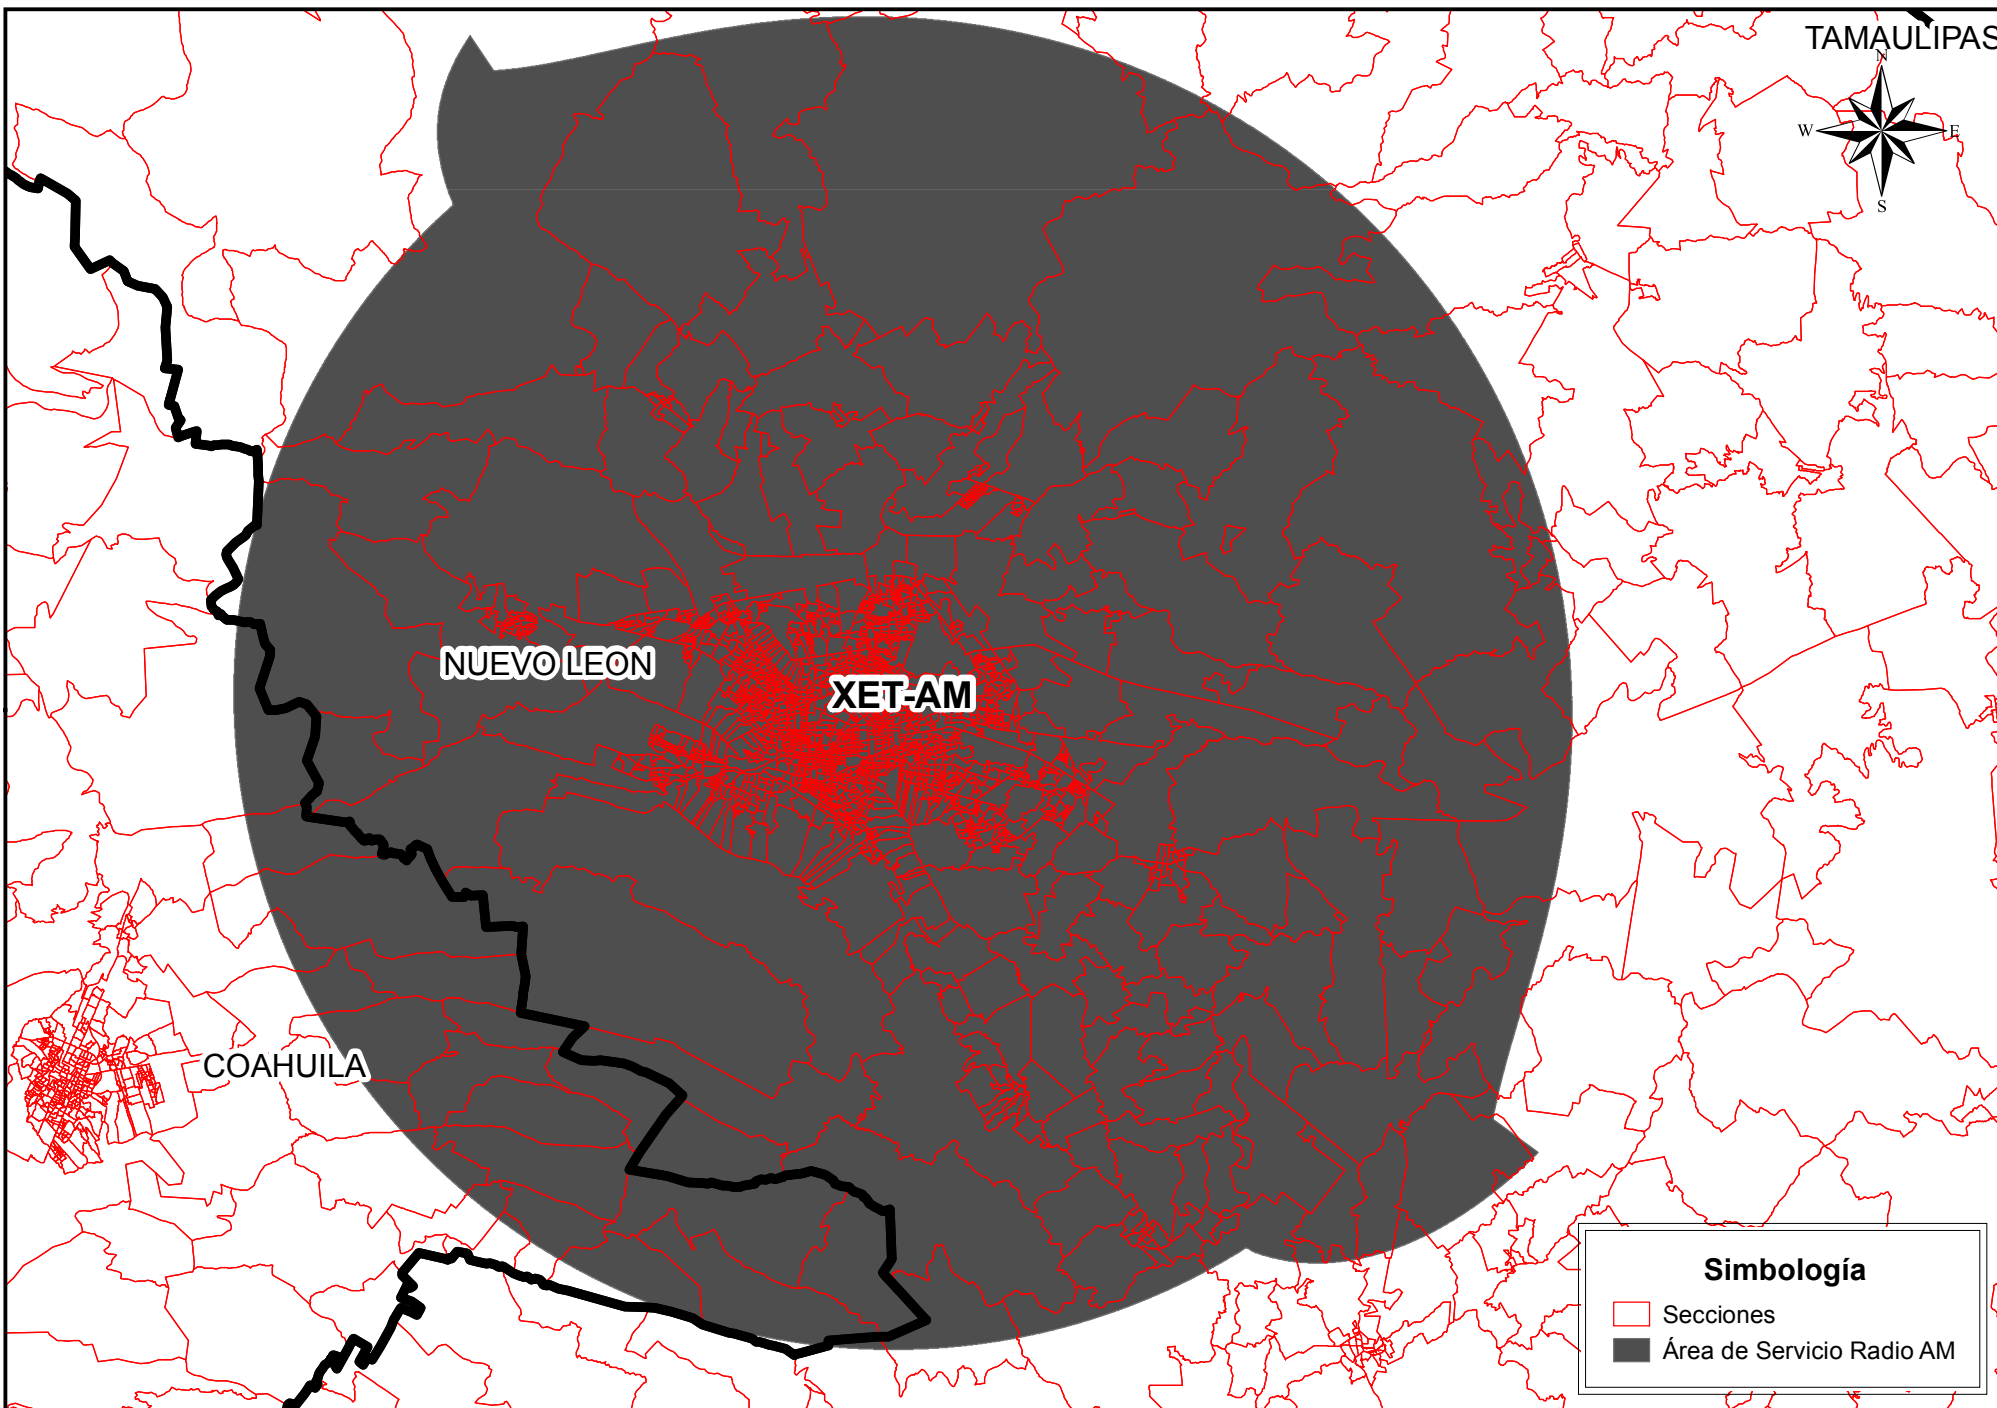 TAMAULIPAS
N
W
E
S
NUEVO LEON
XET-AM
COAHUILA
Simbología
Secciones
Área de Servicio Radio AM